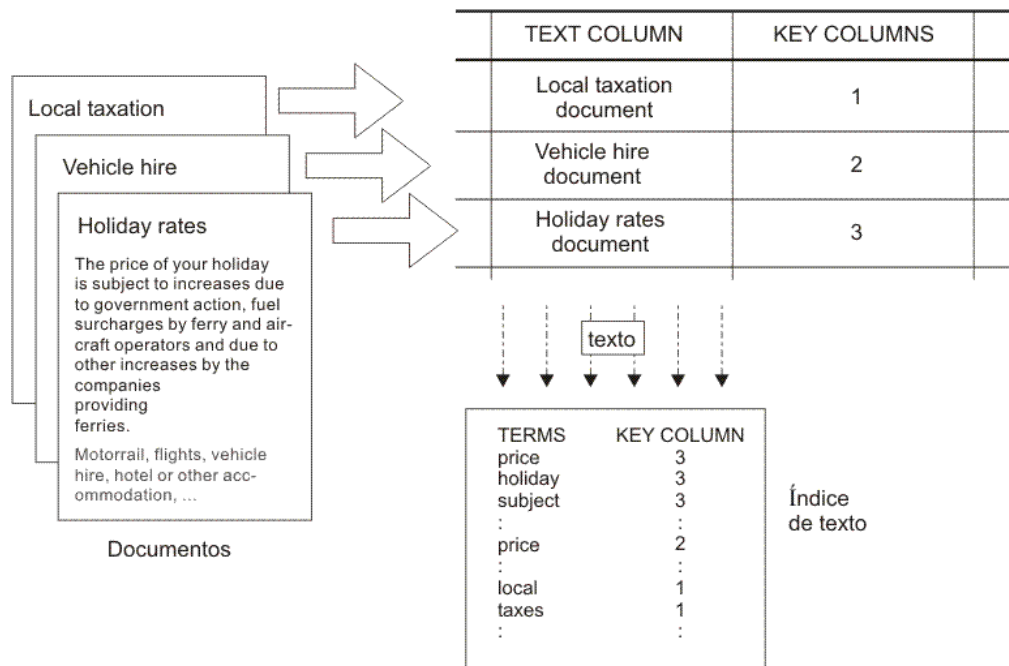 Local taxation
Vehicle hire
Holiday rates
The price of your holiday
is subject to increases due
to government action, fuel
surcharges by ferry and air-
craft operators and due to
other increases by the
companies
providing
ferries.
Motorrail, flights, vehicle
hire, hotel or other acc-
ommodation, ...
Documentos
TEXT COLUMN KEY COLUMNS
Local taxation
document 1
Vehicle hire
document 2
Holiday rates
document 3
texto
TERMS KEY COLUMN
price 3
holiday 3
subject 3
: :
price 2
: :
local 1
taxes 1
: :
Índice
de texto